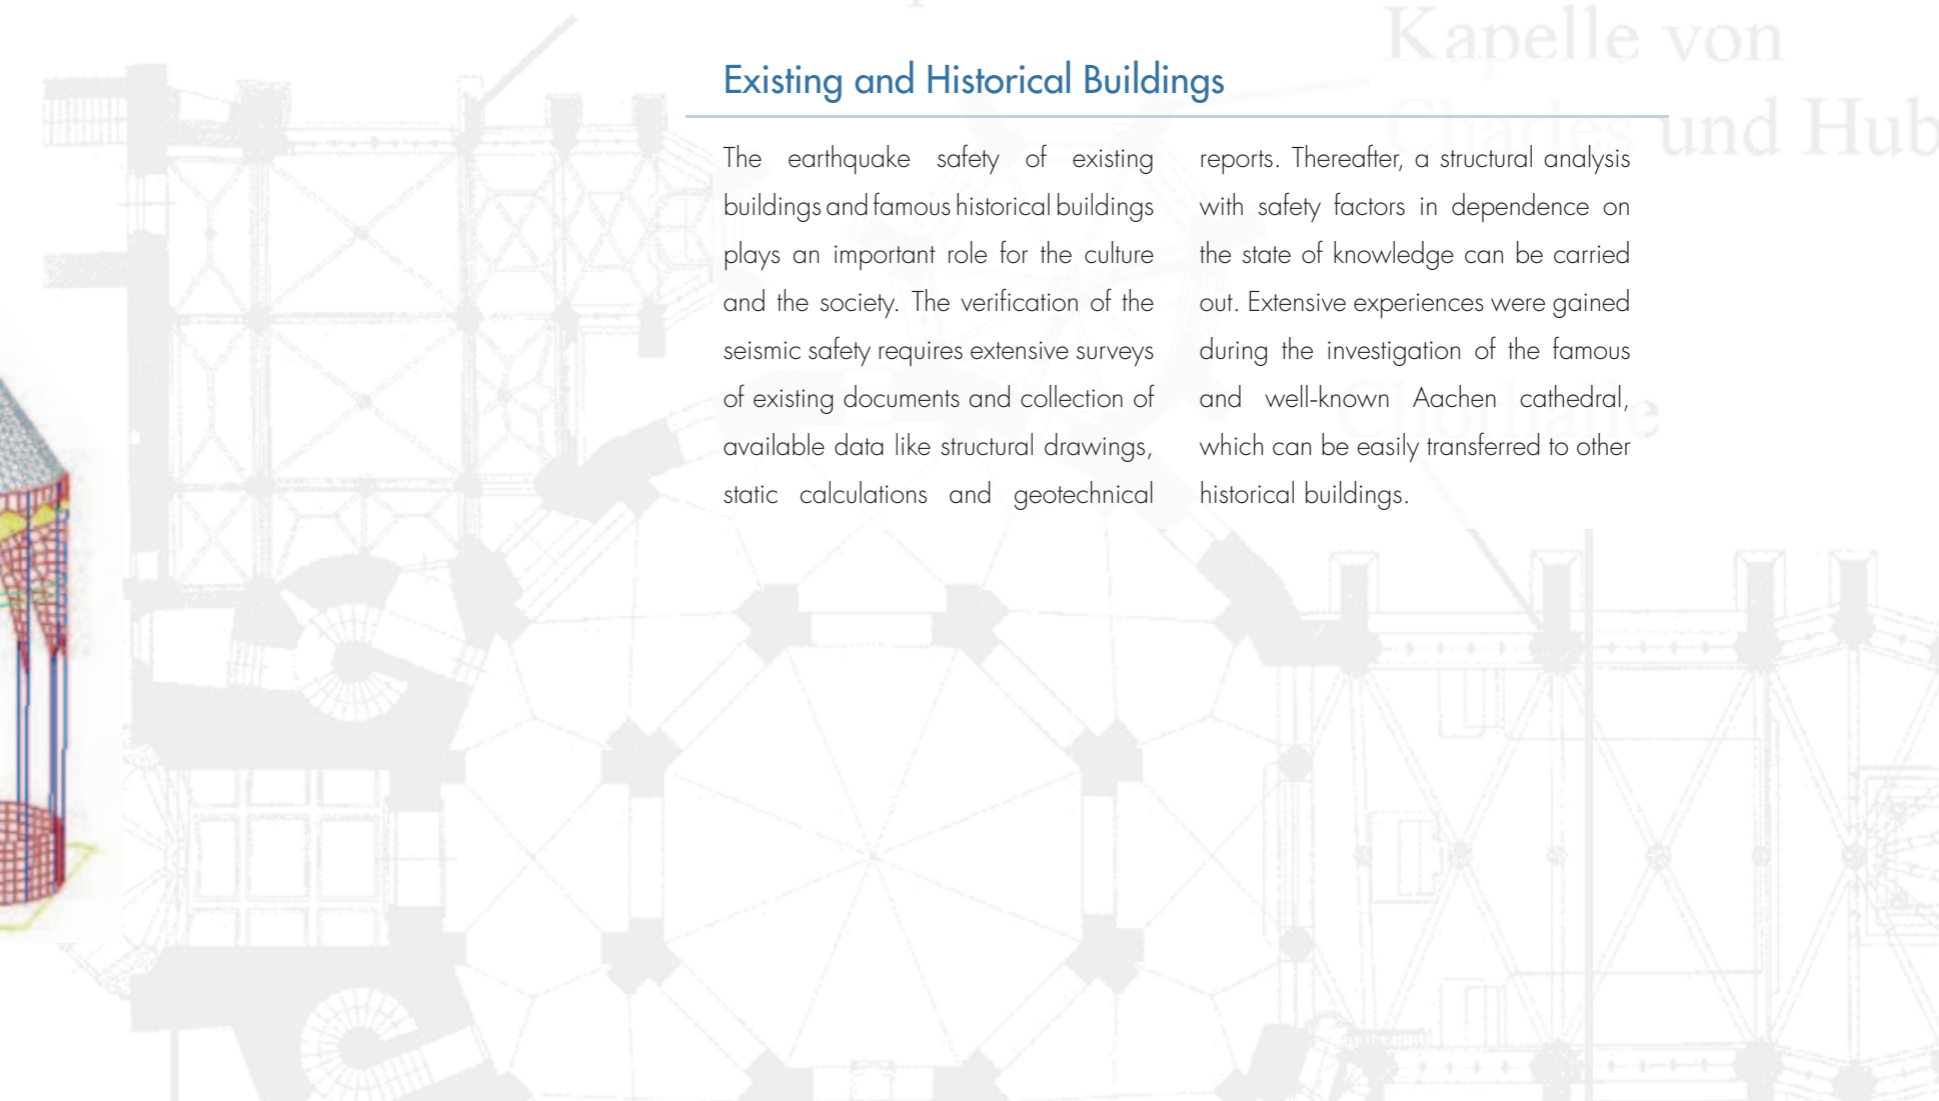 Kapelle von
Charles und Hub
Existing and Historical Buildings
The earthquake safety of existing
buildings and famous historical buildings
plays an important role for the culture
and the society. The verification of the
seismic safety requires extensive surveys
of existing documents and collection of
available data like structural drawings,
static calculations and geotechnical
reports. Thereafter, a structural analysis
with safety factors in dependence on
the state of knowledge can be carried
out. Extensive experiences were gained
during the investigation of the famous
and well-known Aachen cathedral,
which can be easily transferred to other
historical buildings.